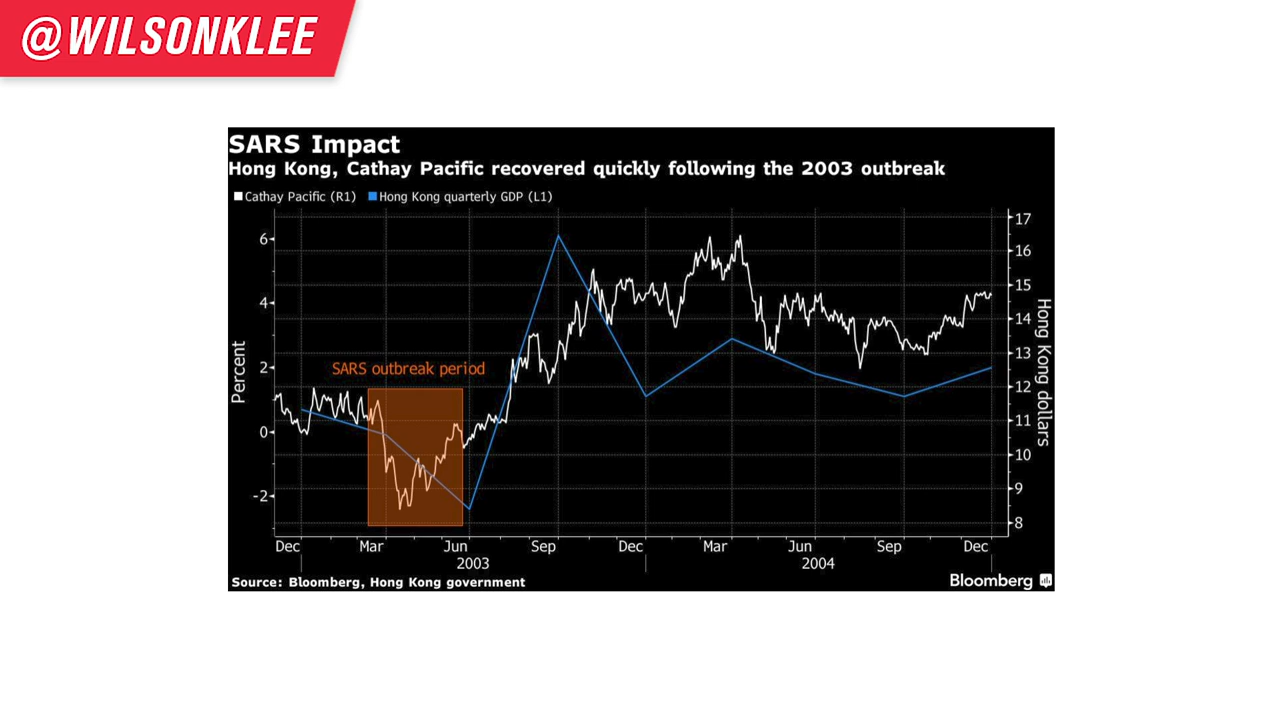 @WILSONKLEE
SARS Impact
Hong Kong, Cathay Pacific recovered quickly following the 2003 outbreak
Cathay Pacific (R1) Hong Kong quarterly GDP (L1)
6
4
2
0
-2
Percent
SARS outbreak period
17
16
15
14
13
12
11
10
9
8
Hong Kong dollars
Dec Mar Jun Sep Dec Mar Jun Sep Dec
2003 2004
Source: Bloomberg, Hong Kong government
Bloomberg